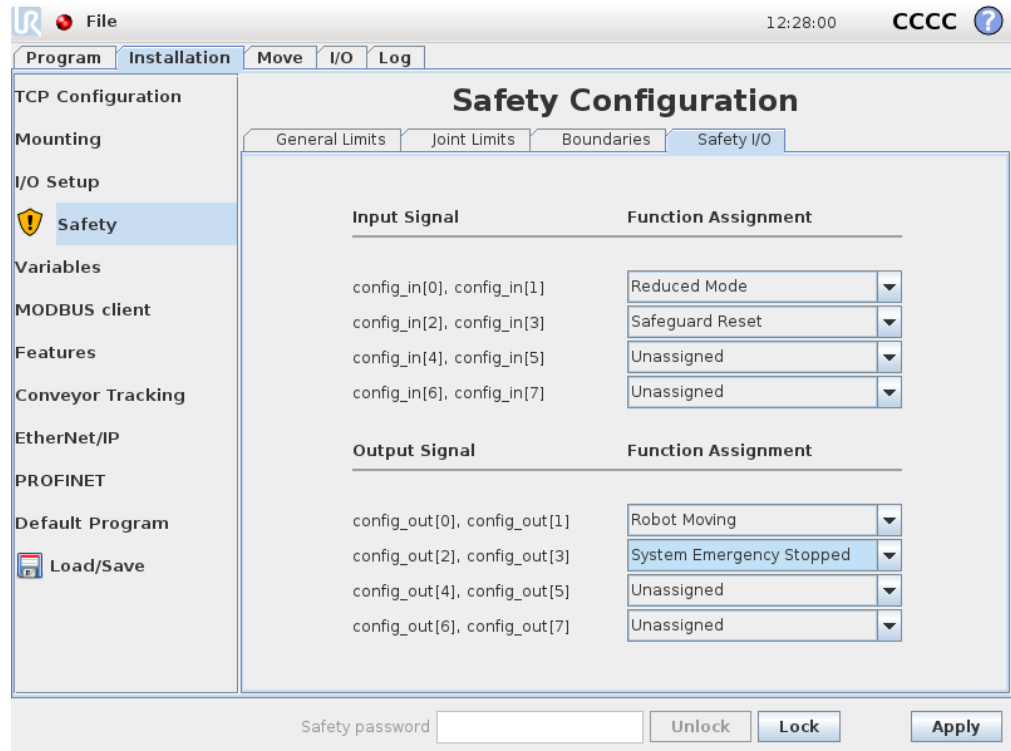 UR File 12:28:00 CCCC ?
Program Installation Move I/O Log
TCP Configuration
Mounting
I/O Setup
Safety
Variables
MODBUS client
Features
Conveyor Tracking
EtherNet/IP
PROFINET
Default Program
Load/Save
Safety Configuration
General Limits Joint Limits Boundaries Safety I/O
Input Signal Function Assignment
config_in[0], config_in[1] Reduced Mode
config_in[2], config_in[3] Safeguard Reset
config_in[4], config_in[5] Unassigned
config_in[6], config_in[7] Unassigned
Output Signal Function Assignment
config_out[0], config_out[1] Robot Moving
config_out[2], config_out[3] System Emergency Stopped
config_out[4], config_out[5] Unassigned
config_out[6], config_out[7] Unassigned
Safety password Unlock Lock Apply